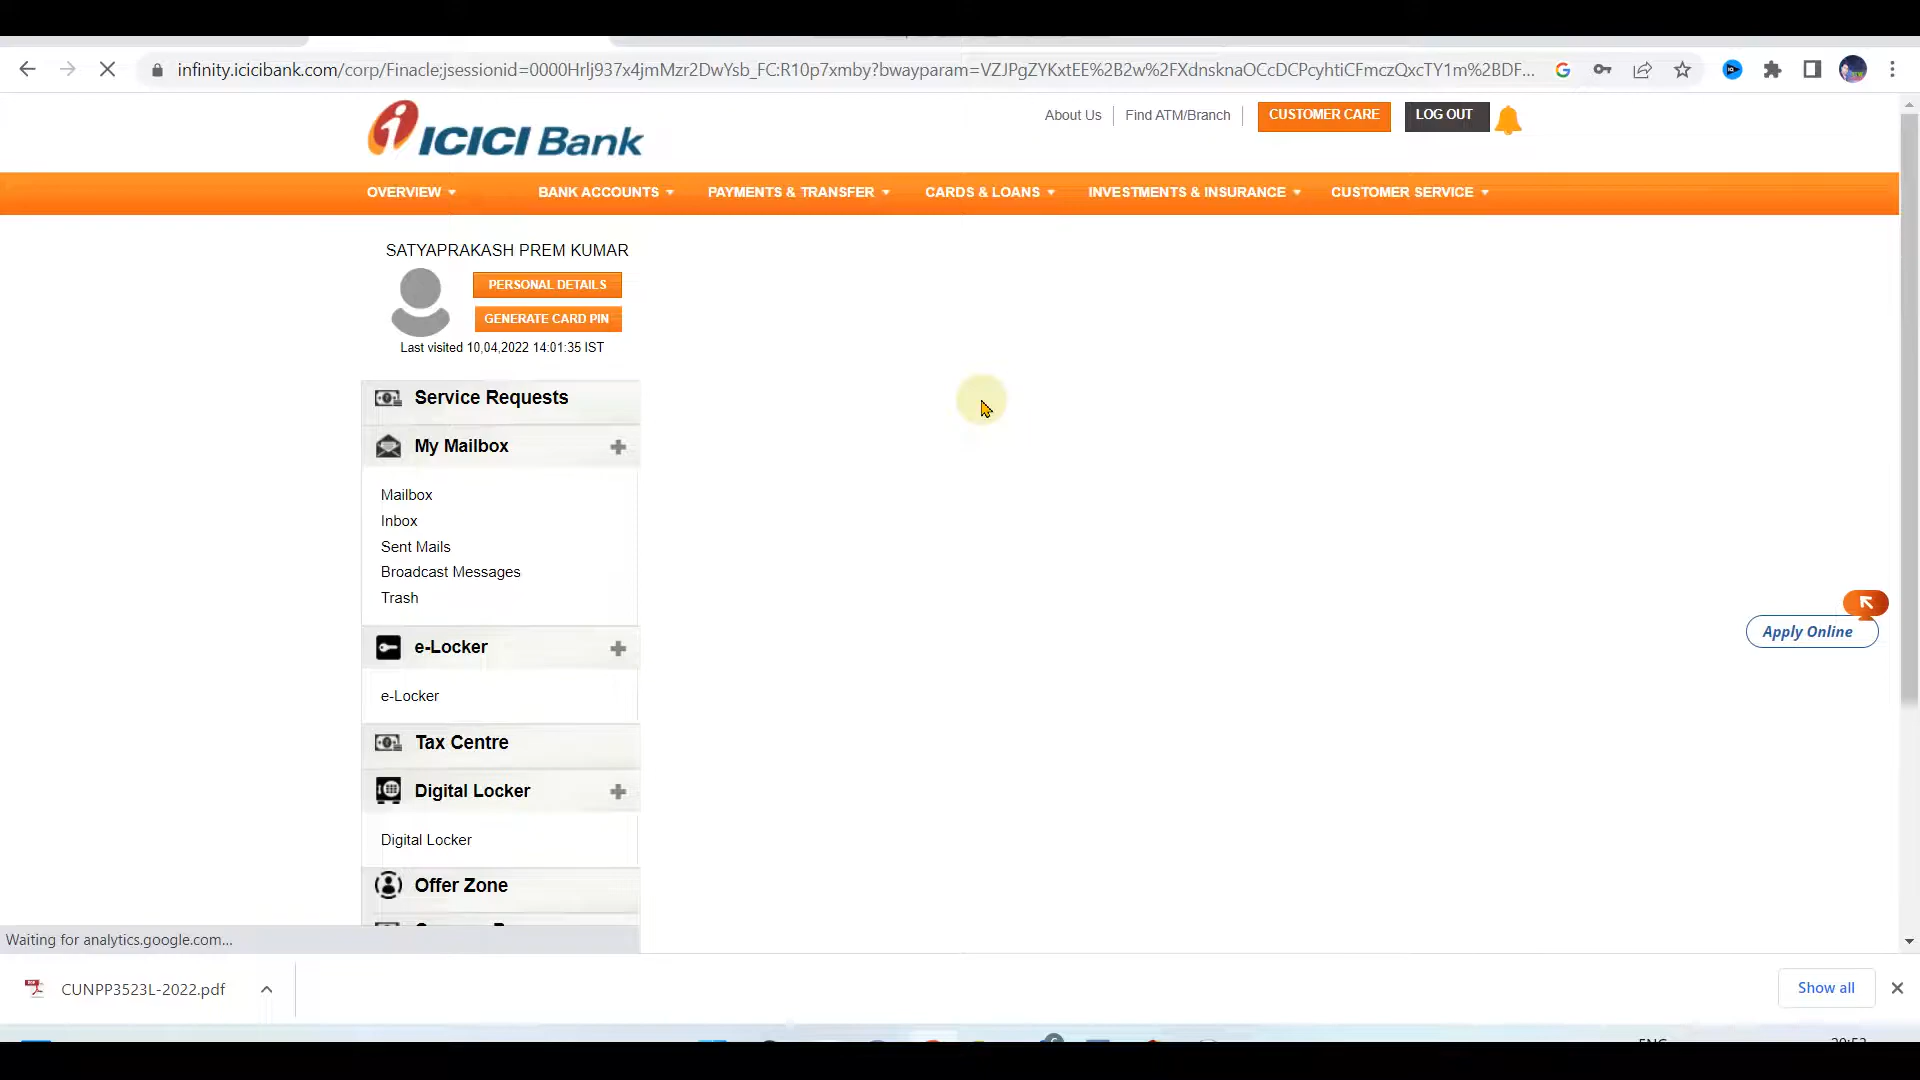 infinity.icicibank.com/corp/Finacle;jsessionid=0000Hrlj937x4jmMzr2DwYsb_FC:R10p7xmby?bwayparam=VZJPgZYKxtEE%2B2w%2FXdnsknaOCcDCPcyhtiCFmczQxcTY1m%2BDF...
ICICI Bank
About Us
Find ATM/Branch
CUSTOMER CARE
LOG OUT
OVERVIEW
BANK ACCOUNTS
PAYMENTS & TRANSFER
CARDS & LOANS
INVESTMENTS & INSURANCE
CUSTOMER SERVICE
SATYAPRAKASH PREM KUMAR
PERSONAL DETAILS
GENERATE CARD PIN
Last visited 10,04,2022 14:01:35 IST
Service Requests
My Mailbox
Mailbox
Inbox
Sent Mails
Broadcast Messages
Trash
e-Locker
e-Locker
Tax Centre
Digital Locker
Digital Locker
Offer Zone
Apply Online
Waiting for analytics.google.com...
CUNPP3523L-2022.pdf
Show all